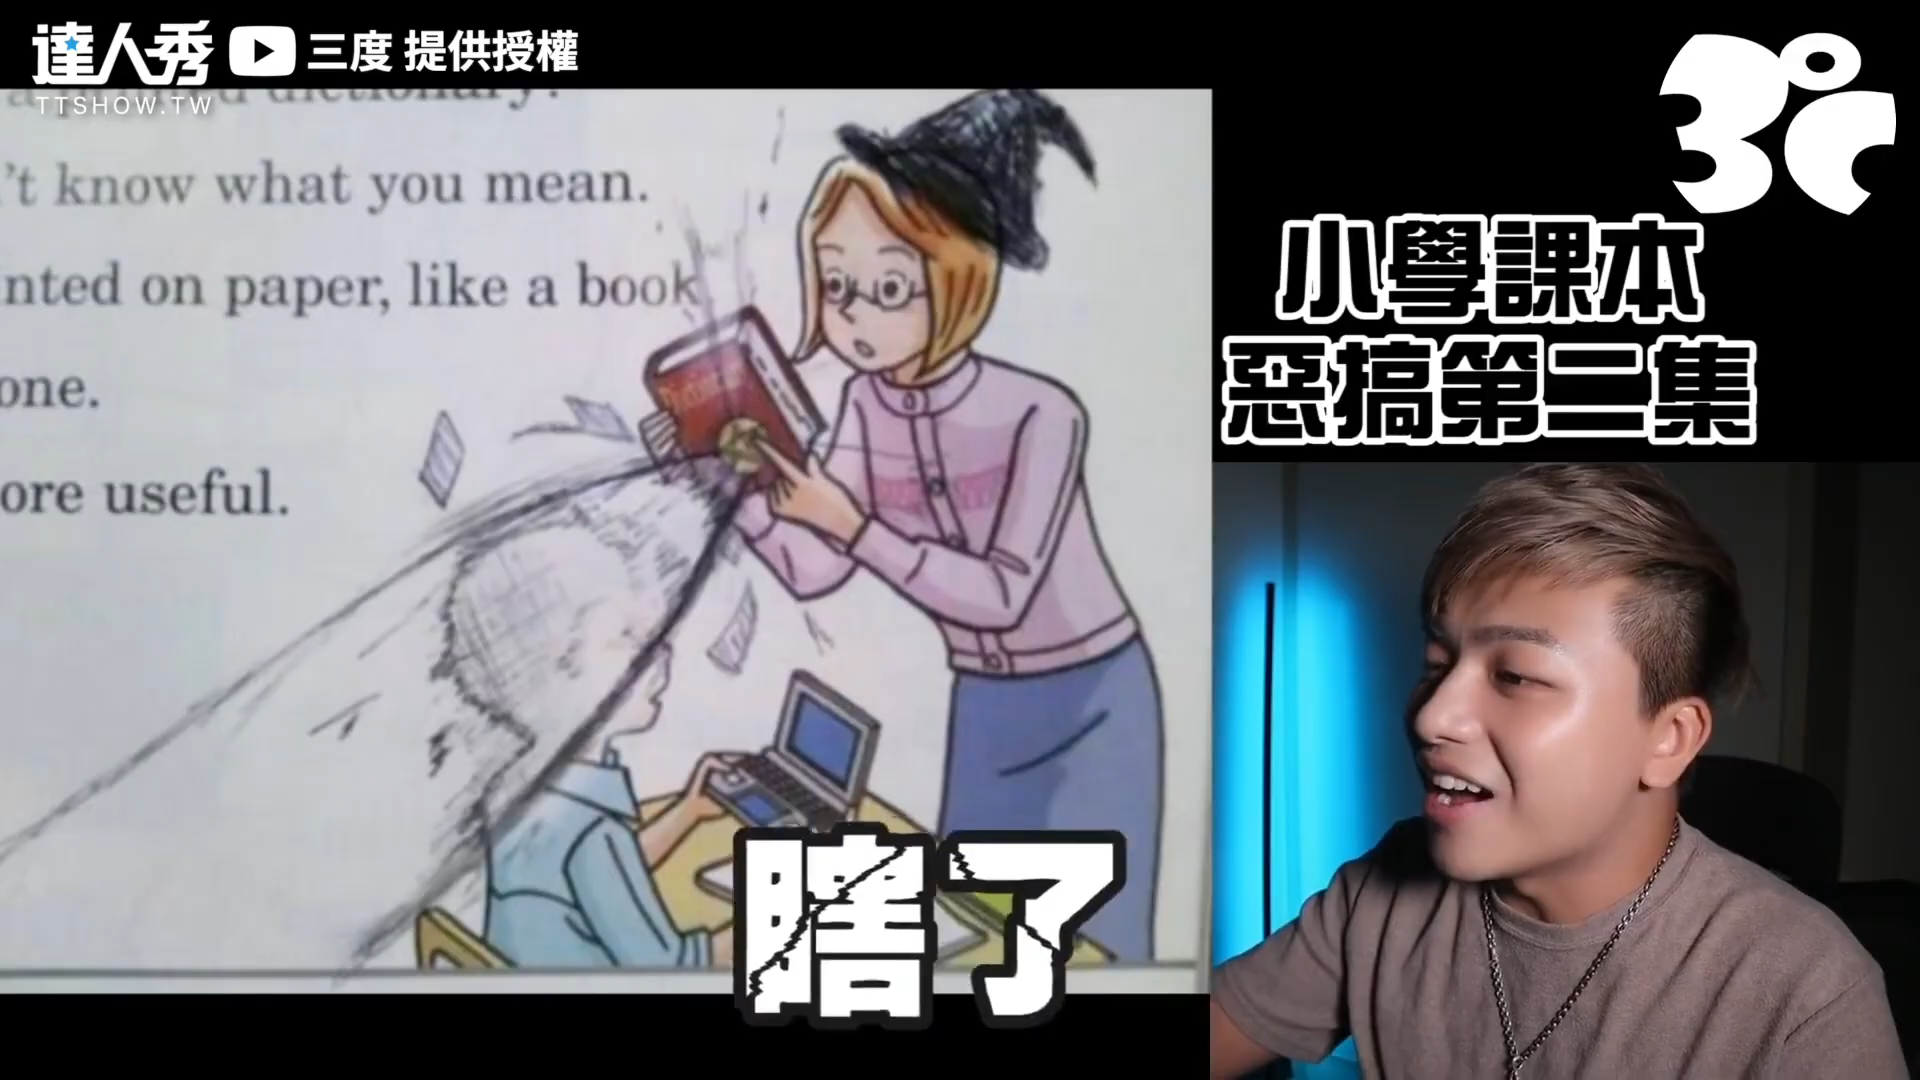 達人秀 三度 提供授權
TTSHOW.TW
dictionary?
't know what you mean.
nted on paper, like a book
one.
ore useful.
3°C
小學課本
惡搞第二集
瞎了